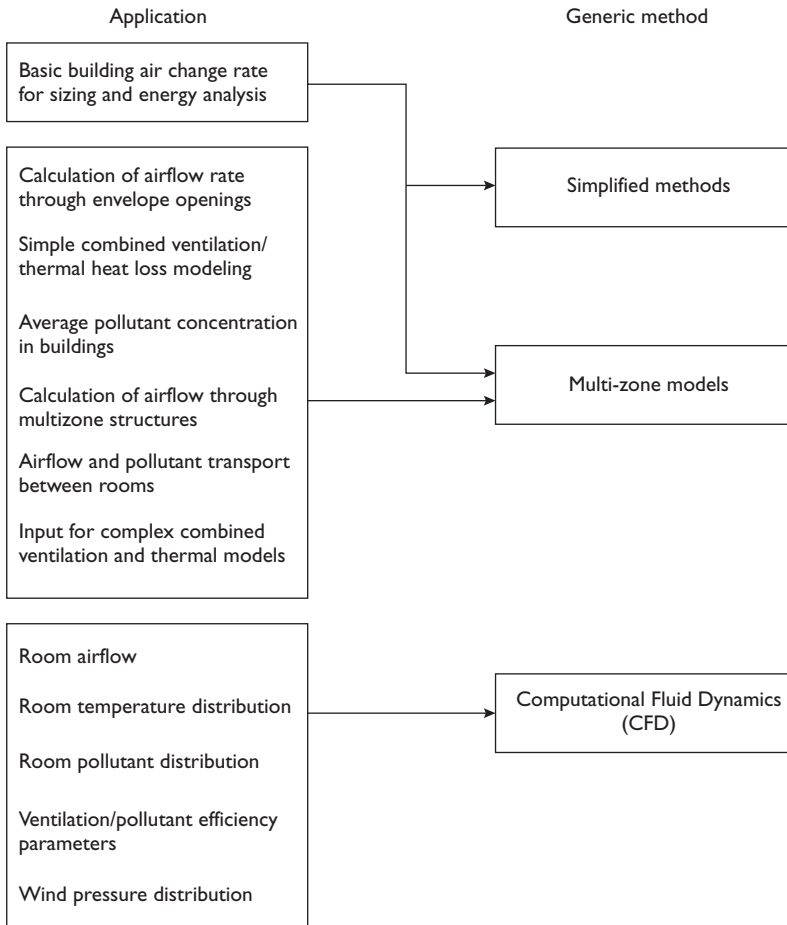 Application
Generic method
Basic building air change rate
for sizing and energy analysis
Calculation of airflow rate
through envelope openings
Simple combined ventilation/
thermal heat loss modeling
Average pollutant concentration
in buildings
Calculation of airflow through
multizone structures
Airflow and pollutant transport
between rooms
Input for complex combined
ventilation and thermal models
Simplified methods
Multi-zone models
Room airflow
Room temperature distribution
Room pollutant distribution
Ventilation/pollutant efficiency
parameters
Wind pressure distribution
Computational Fluid Dynamics
(CFD)